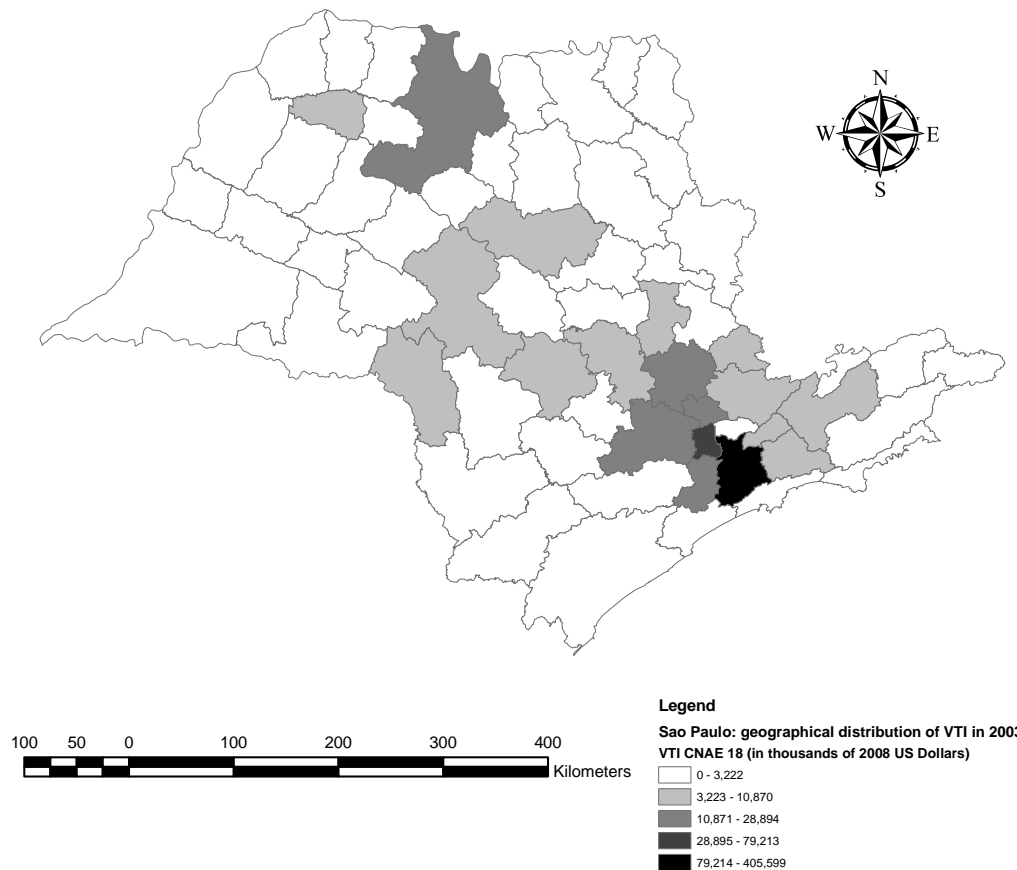 N
W E
S
100 50 0 100 200 300 400
Kilometers
Legend
Sao Paulo: geographical distribution of VTI in 2003
VTI CNAE 18 (in thousands of 2008 US Dollars)
0 - 3,222
3,223 - 10,870
10,871 - 28,894
28,895 - 79,213
79,214 - 405,599